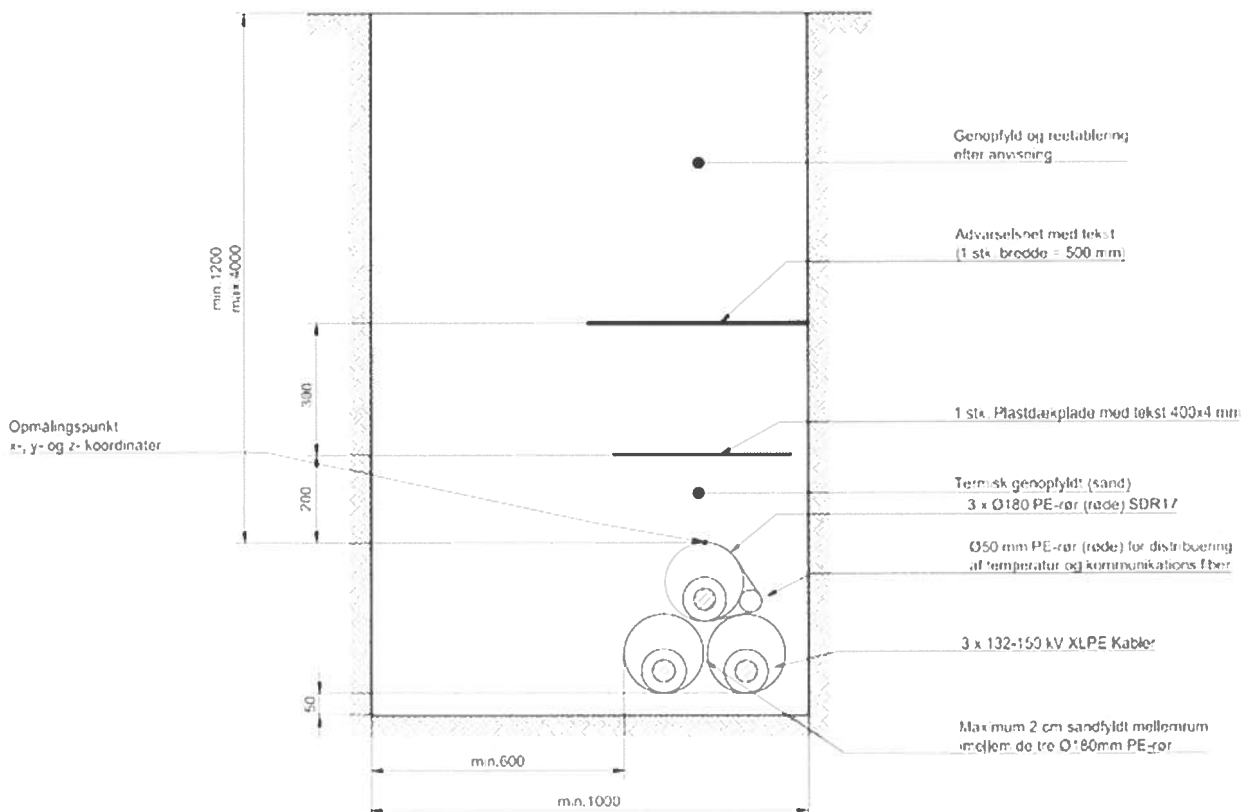 Genopfyld og reetablering
efter anvisning
Advarselsnet med tekst
(1 stk. bredde = 500 mm)
min.1200
max.4000
300
Opmålingspunkt
x-, y- og z- koordinater
1 stk. Plastdækplade med tekst 400x4 mm
200
Termisk genopfyldt (sand)
3 x Ø180 PE-rør (røde) SDR17
Ø50 mm PE-rør (røde) for distribuering
af temperatur og kommunikations fiber
3 x 132-150 kV XLPE Kabler
50
Maximum 2 cm sandfyldt mellemrum
imellem de tre Ø180mm PE-rør
min.600
min.1000